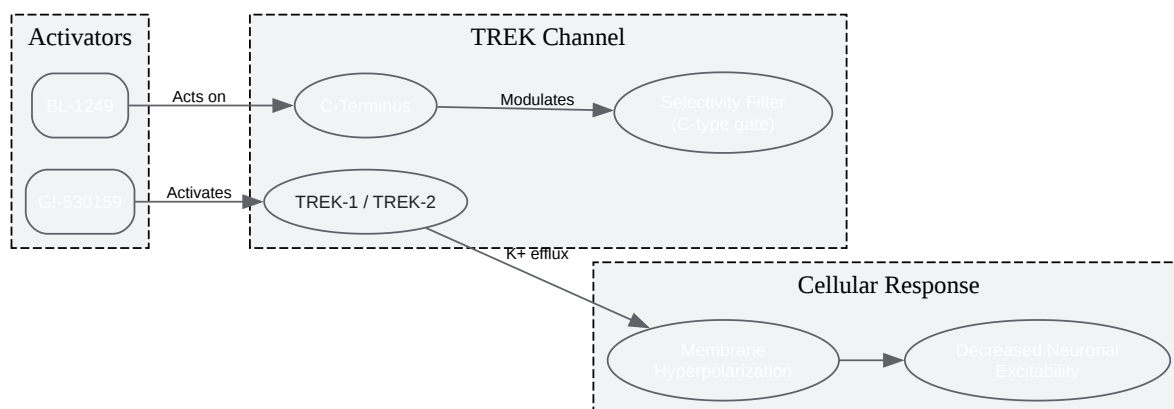 Activators
BL-1249
GI-530159
Acts on
Activates
TREK Channel
C-Terminus
Modulates
Selectivity Filter
(C-type gate)
TREK-1 / TREK-2
K+ efflux
Cellular Response
Membrane
Hyperpolarization
Decreased Neuronal
Excitability